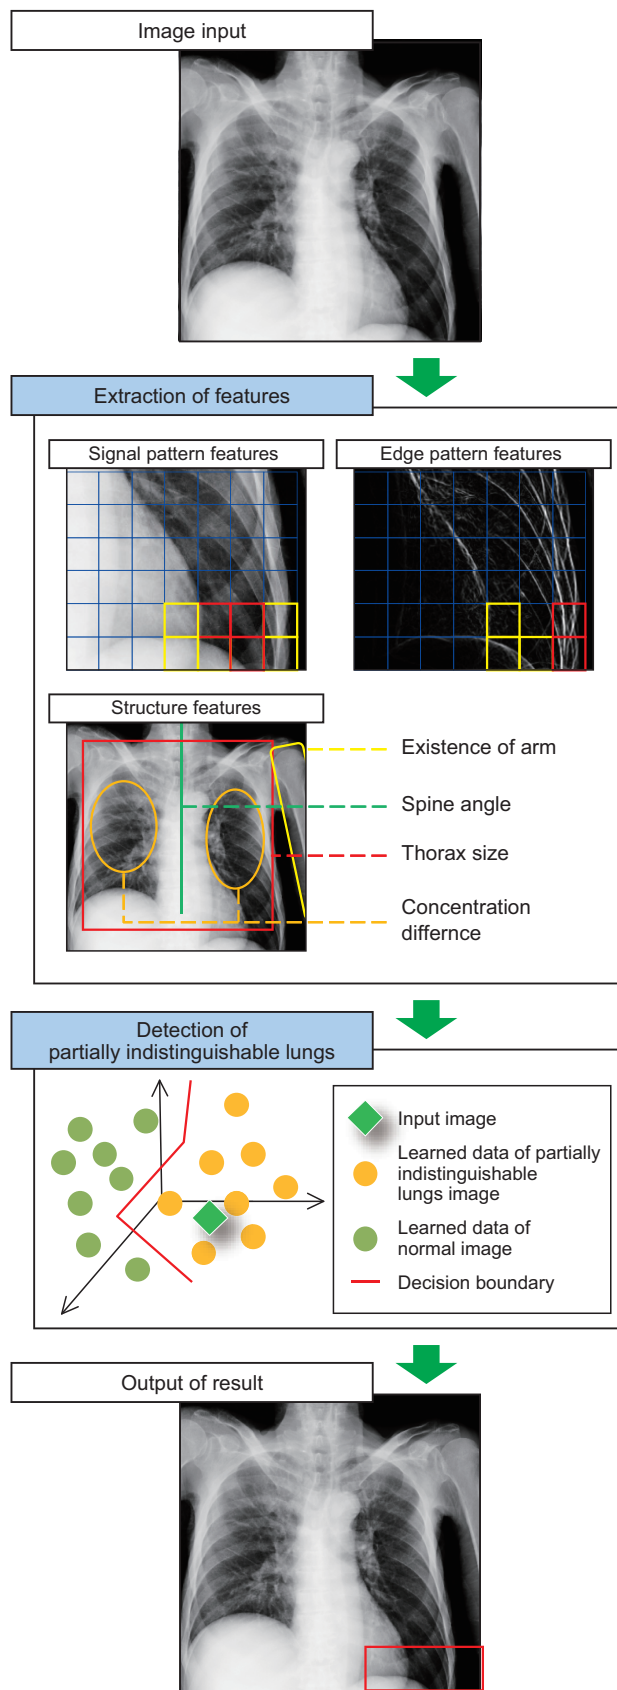 Image input
Extraction of features
Signal pattern features
Edge pattern features
Structure features
Existence of arm
Spine angle
Thorax size
Concentration
differnce
Detection of
partially indistinguishable lungs
Input image
Learned data of partially
indistinguishable
lungs image
Learned data of
normal image
Decision boundary
Output of result